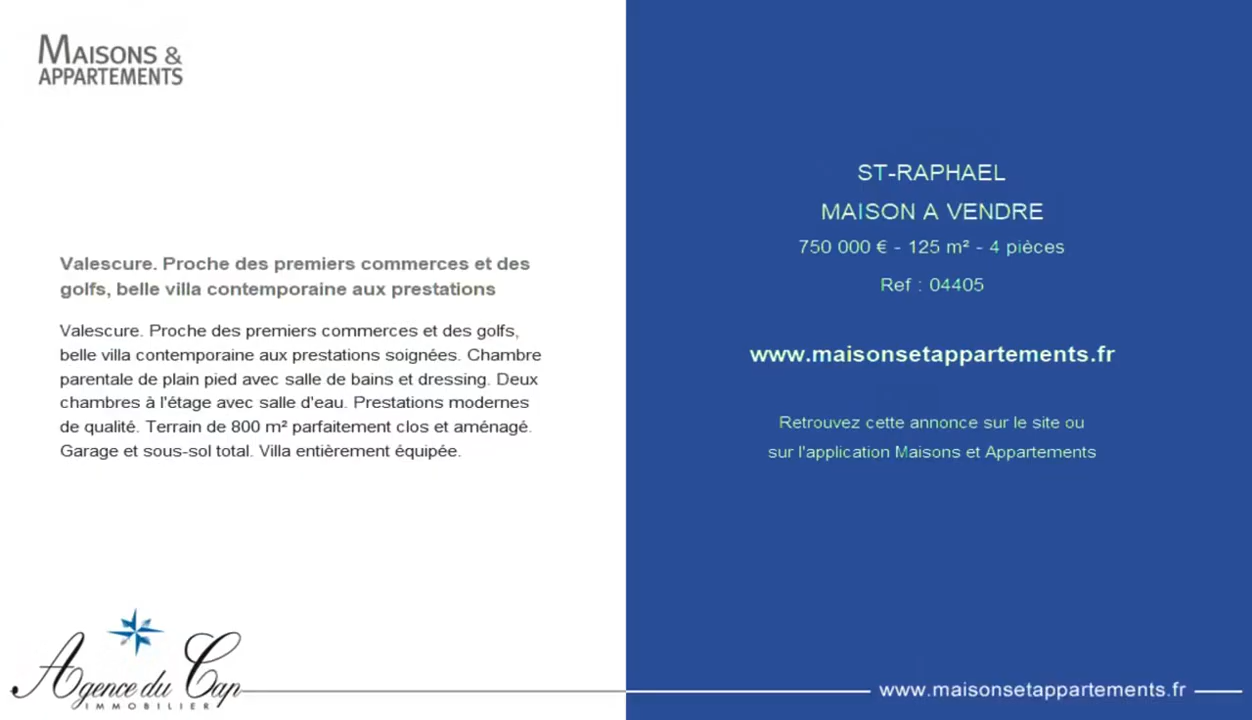 MAISONS &
APPARTEMENTS
Valescure. Proche des premiers commerces et des
golfs, belle villa contemporaine aux prestations
Valescure. Proche des premiers commerces et des golfs,
belle villa contemporaine aux prestations soignées. Chambre
parentale de plain pied avec salle de bains et dressing. Deux
chambres à l'étage avec salle d'eau. Prestations modernes
de qualité. Terrain de 800 m² parfaitement clos et aménagé.
Garage et sous-sol total. Villa entièrement équipée.
Agence du Cap
IMMOBILIER
ST-RAPHAEL
MAISON A VENDRE
750 000 € - 125 m² - 4 pièces
Ref : 04405
www.maisonsetappartements.fr
Retrouvez cette annonce sur le site ou
sur l'application Maisons et Appartements
www.maisonsetappartements.fr